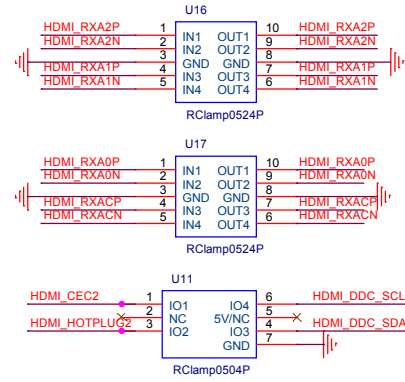 U16
HDMI_RXA2P 1 IN1 OUT1 10 HDMI_RXA2P
HDMI_RXA2N 2 IN2 OUT2 9 HDMI_RXA2N
3 GND GND 8
HDMI_RXA1P 4 IN3 OUT3 7 HDMI_RXA1P
HDMI_RXA1N 5 IN4 OUT4 6 HDMI_RXA1N
RClamp0524P
U17
HDMI_RXA0P 1 IN1 OUT1 10 HDMI_RXA0P
HDMI_RXA0N 2 IN2 OUT2 9 HDMI_RXA0N
3 GND GND 8
HDMI_RXACP 4 IN3 OUT3 7 HDMI_RXACP
HDMI_RXACN 5 IN4 OUT4 6 HDMI_RXACN
RClamp0524P
U11
HDMI_CEC2 1 IO1 IO4 6 HDMI_DDC_SCL
2 NC 5V/NC 5
HDMI_HOTPLUG2 3 IO2 IO3 4 HDMI_DDC_SDA
GND 7
RClamp0504P